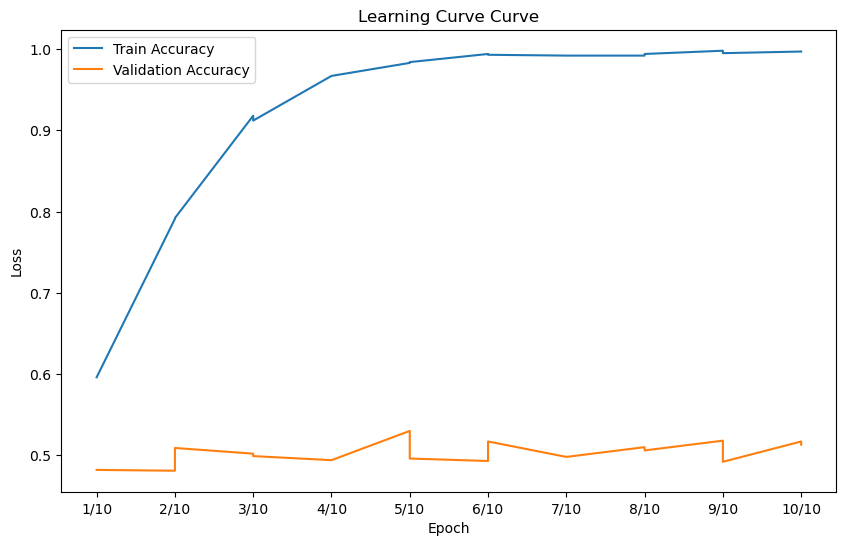 Learning Curve Curve
Train Accuracy
Validation Accuracy
Loss
1.0
0.9
0.8
0.7
0.6
0.5
1/10 2/10 3/10 4/10 5/10 6/10 7/10 8/10 9/10 10/10
Epoch